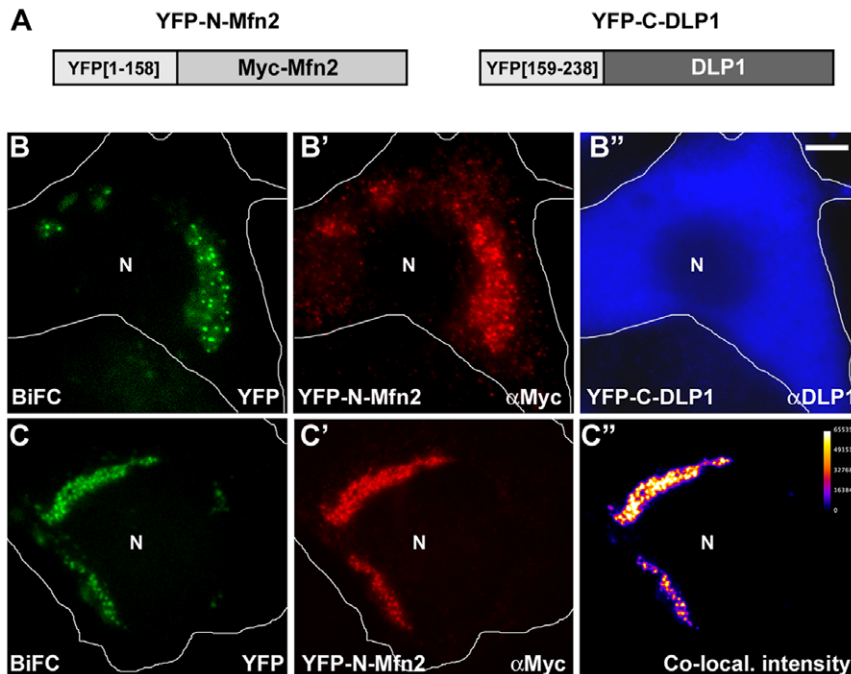 A
YFP-N-Mfn2
YFP-C-DLP1
YFP[1-158]
Myc-Mfn2
YFP[159-238]
DLP1
B
N
BiFC
YFP
B'
N
YFP-N-Mfn2
αMyc
B"
N
YFP-C-DLP1
αDLP1
C
N
BiFC
YFP
C'
N
YFP-N-Mfn2
αMyc
C"
65535
49151
32768
16384
0
N
Co-local. intensity